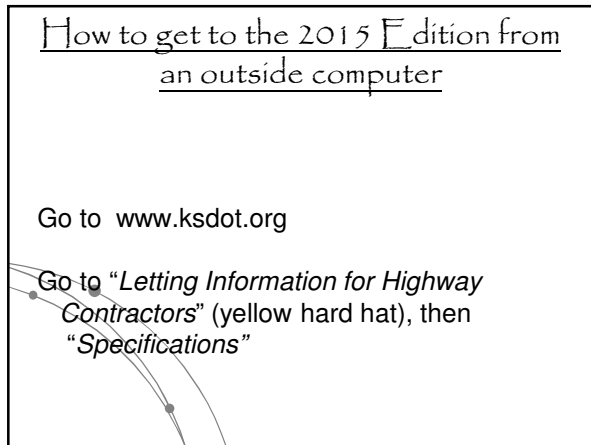 How to get to the 2015 Edition from
an outside computer
Go to www.ksdot.org
Go to “Letting Information for Highway
Contractors” (yellow hard hat), then
“Specifications”